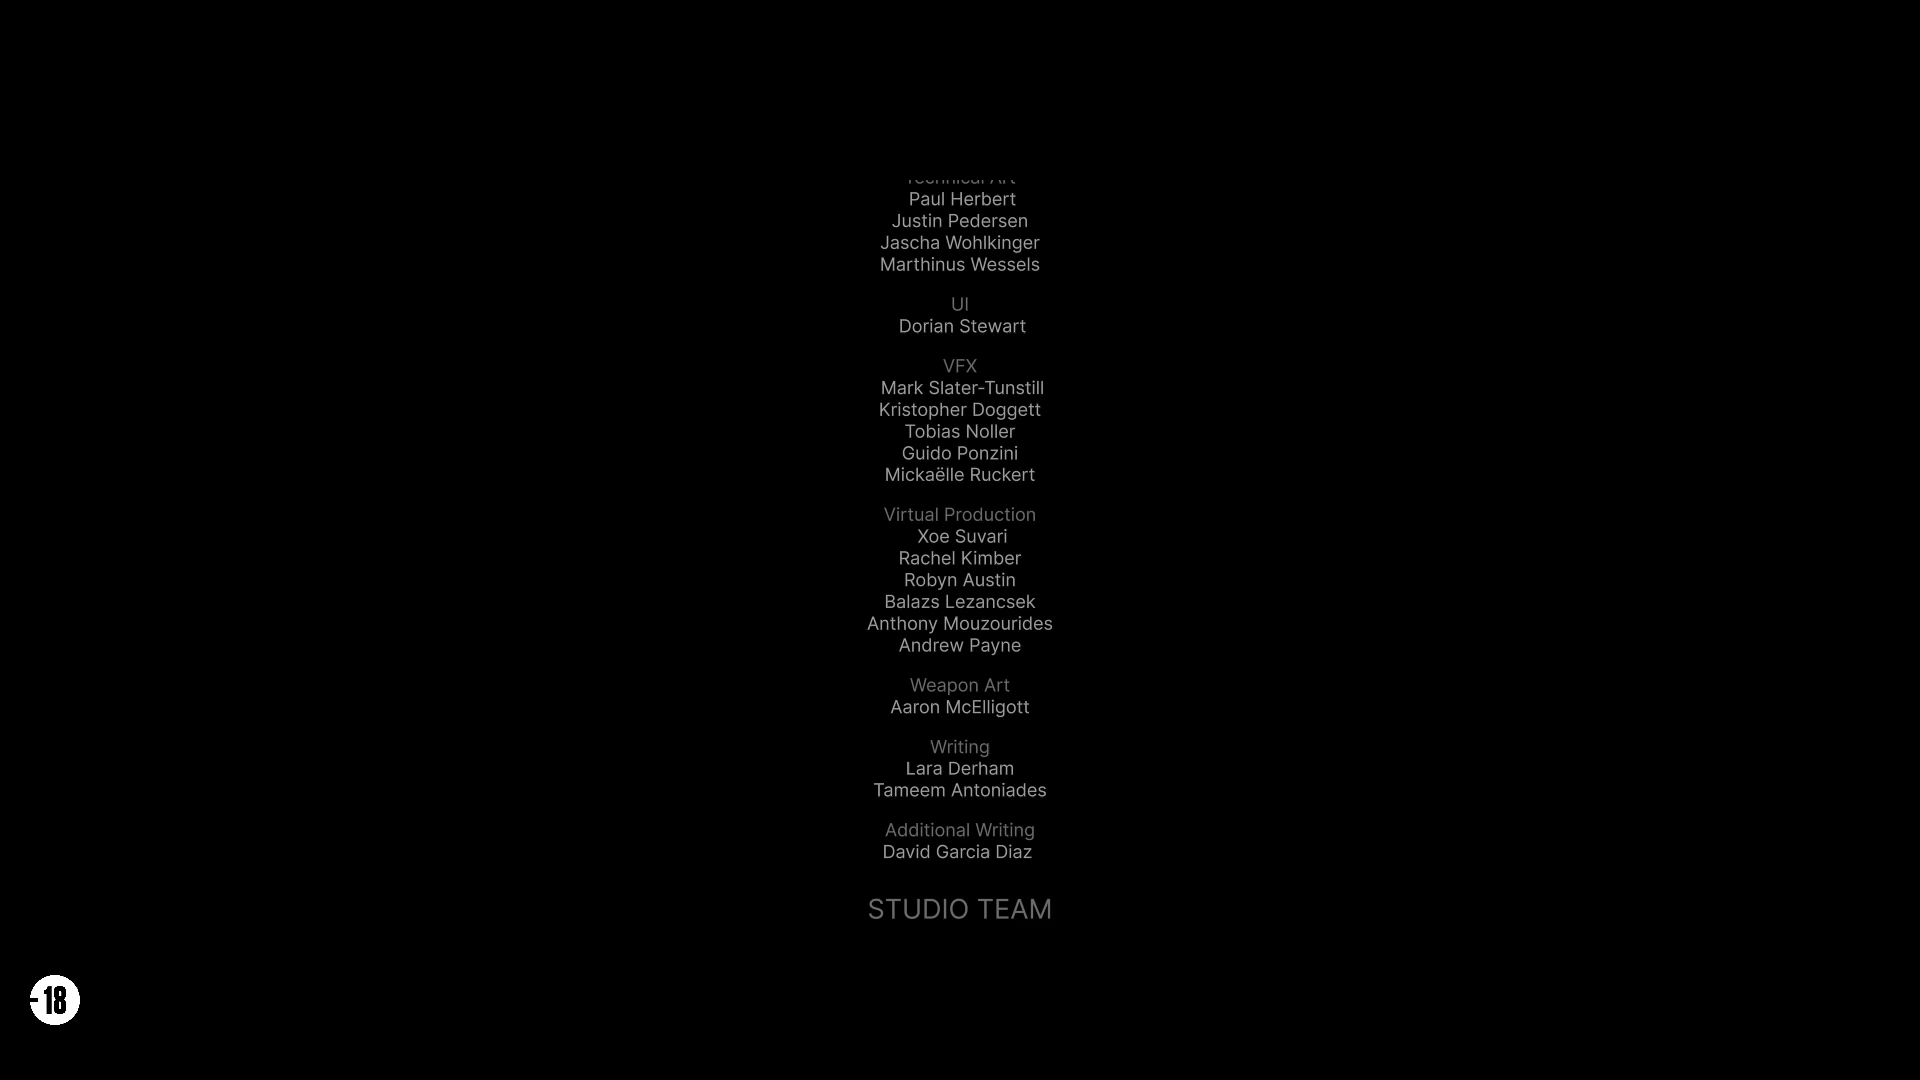 Technical Art
Paul Herbert
Justin Pedersen
Jascha Wohlkinger
Marthinus Wessels
UI
Dorian Stewart
VFX
Mark Slater-Tunstill
Kristopher Doggett
Tobias Noller
Guido Ponzini
Mickaëlle Ruckert
Virtual Production
Xoe Suvari
Rachel Kimber
Robyn Austin
Balazs Lezancsek
Anthony Mouzourides
Andrew Payne
Weapon Art
Aaron McElligott
Writing
Lara Derham
Tameem Antoniades
Additional Writing
David Garcia Diaz
STUDIO TEAM
-18